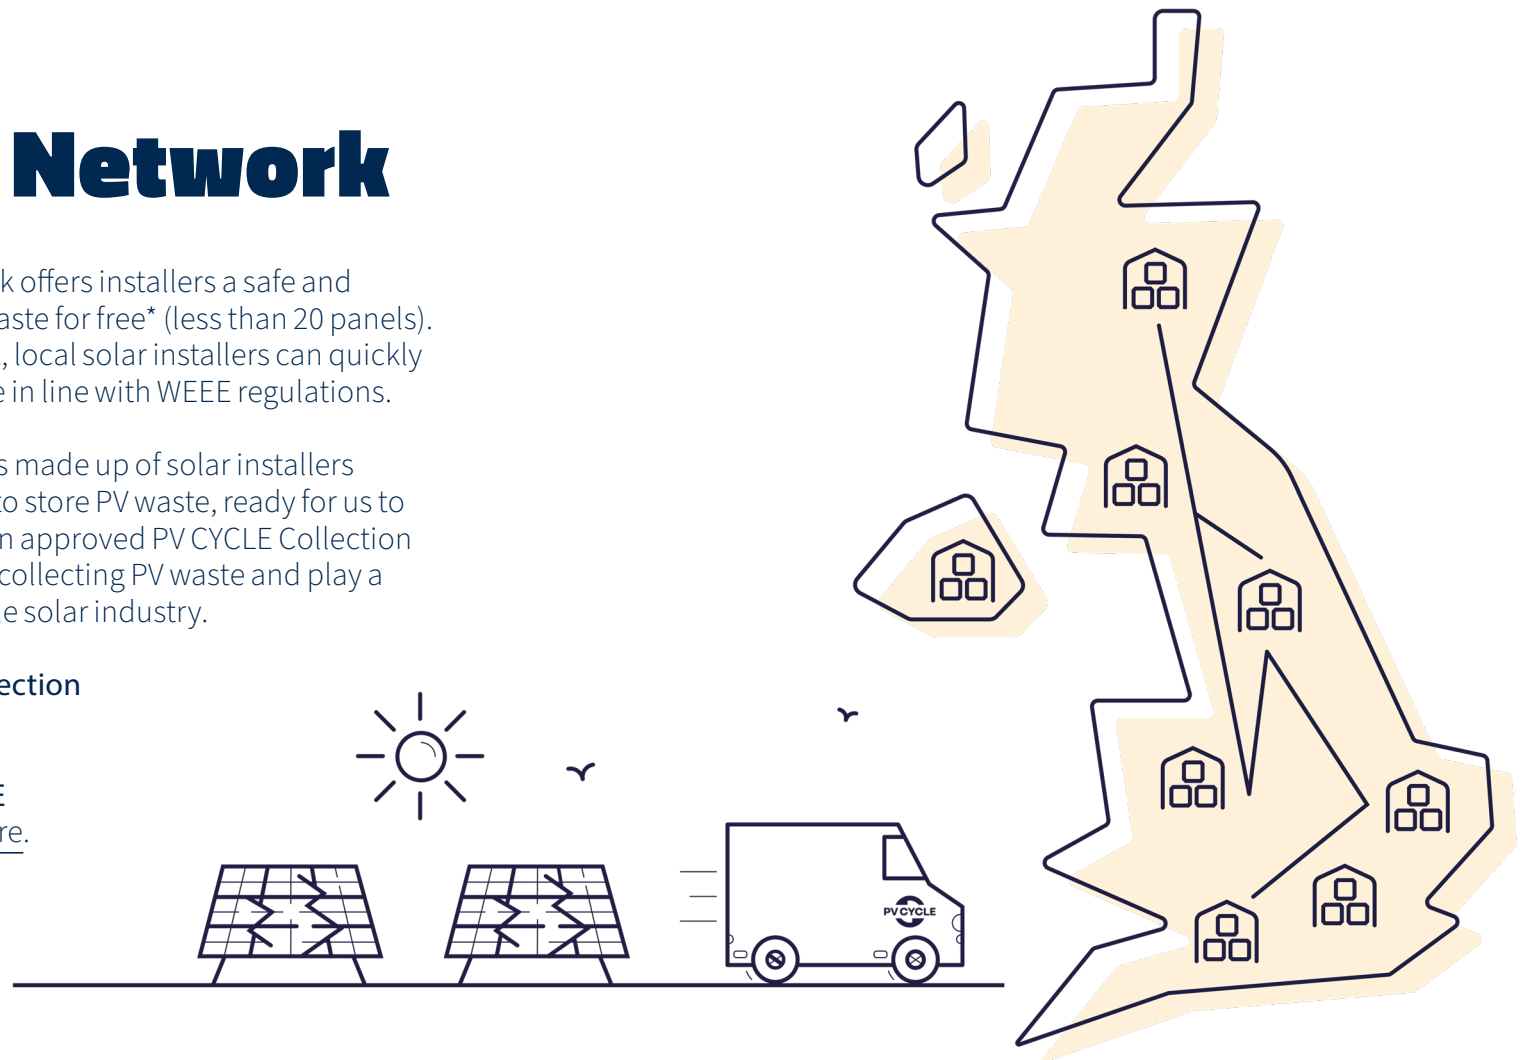 Network
k offers installers a safe and
aste for free* (less than 20 panels).
, local solar installers can quickly
e in line with WEEE regulations.
s made up of solar installers
to store PV waste, ready for us to
n approved PV CYCLE Collection
collecting PV waste and play a
le solar industry.
ection
E
re.
PV CYCLE